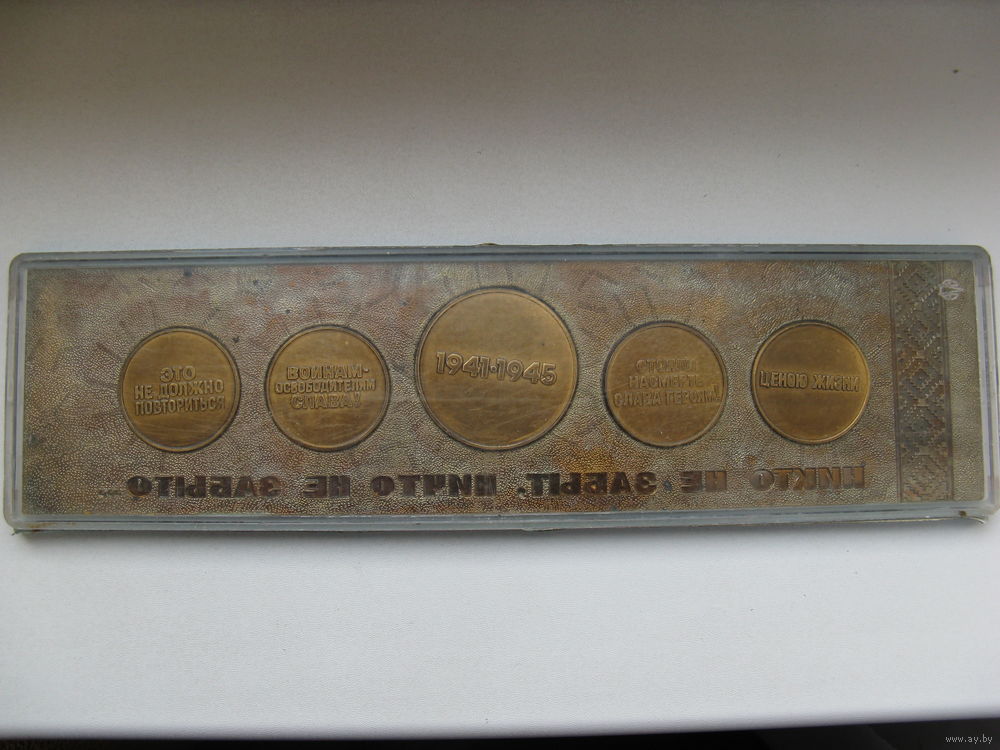 ЭТО
НЕ ДОЛЖНО
ПОВТОРИТЬСЯ
ВОИНАМ-
ОСВОБОДИТЕЛЯМ
СЛАВА!
1941·1945
СТОЯЛИ
НАСМЕРТЬ
СЛАВА ГЕРОЯМ!
ЦЕНОЮ ЖИЗНИ
НИКТО НЕ ЗАБЫТ, НИЧТО НЕ ЗАБЫТО
www.ay.by